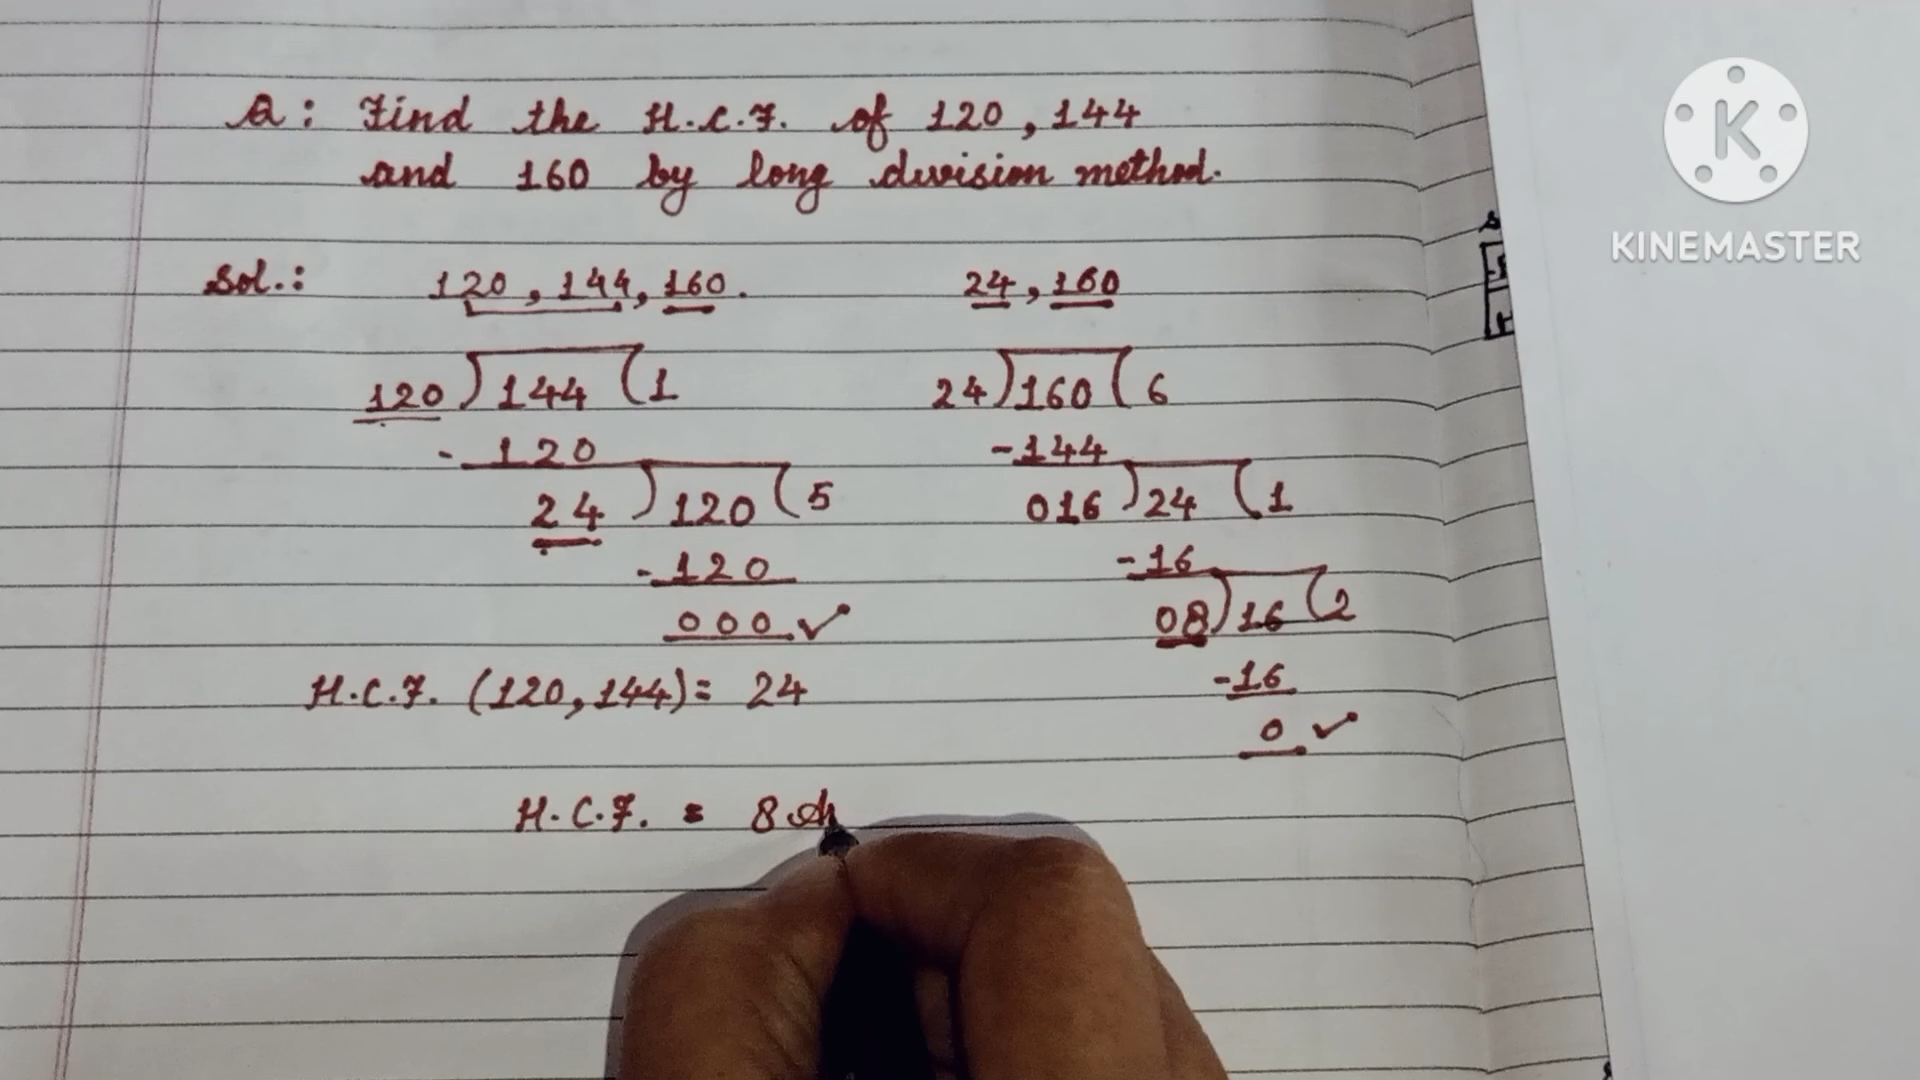 Q: Find the H.C.F. of 120, 144
and 160 by long division method.
Sol.: 120, 144, 160.
120) 144 (1
- 120
24) 120 (5
- 120
000 ✓
H.C.F. (120, 144) = 24
24, 160
24) 160 (6
- 144
016) 24 (1
- 16
08) 16 (2
- 16
0 ✓
H.C.F. = 8
K
KINEMASTER